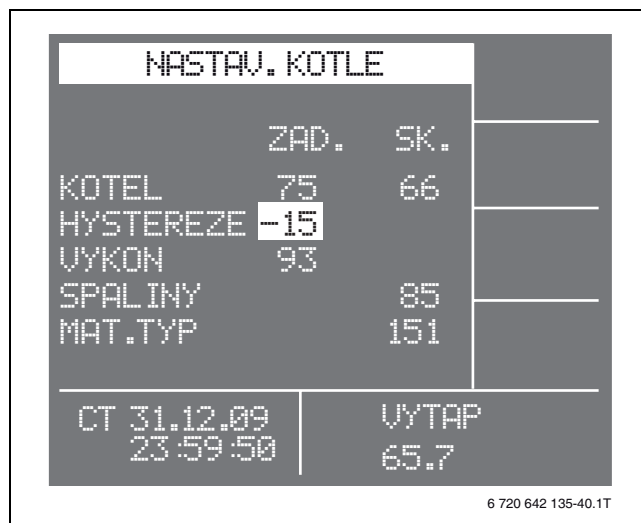 NASTAV. KOTLE
ZAD. SK.
KOTEL 75 66
HYSTEREZE -15
VYKON 93
SPALINY 85
MAT.TYP 151
CT 31.12.09
23:59:50
VYTAP
65.7
6 720 642 135-40.1T